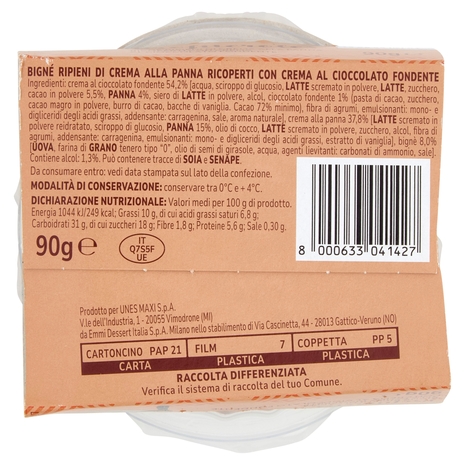 BIGNÈ RIPIENI DI CREMA ALLA PANNA RICOPERTI CON CREMA AL CIOCCOLATO FONDENTE
Ingredienti: crema al cioccolato fondente 54,2% [acqua, sciroppo di glucosio, LATTE scremato in polvere, LATTE, zucchero,
cacao in polvere 5,5%, PANNA 4%, siero di LATTE in polvere, alcol, cioccolato fondente 1% (pasta di cacao, zucchero,
cacao magro in polvere, burro di cacao, bacche di vaniglia. Cacao 72% minimo), fibra di agrumi, emulsionante: mono- e
digliceridi degli acidi grassi, addensante: carragenina, sale, aroma naturale], crema alla panna 37,8% [LATTE scremato in
polvere reidratato, sciroppo di glucosio, PANNA 15%, olio di cocco, LATTE scremato in polvere, zucchero, alcol, fibra di
agrumi, addensante: carragenina, emulsionanti: mono- e digliceridi degli acidi grassi, estratto di vaniglia], bignè 8,0%
[UOVA, farina di GRANO tenero tipo "0", olio di semi di girasole, acqua, agenti lievitanti: carbonati di ammonio, sale].
Contiene alcol: 1,3%. Può contenere tracce di SOIA e SENAPE.
Da consumare entro: vedi data stampata sul lato della confezione.
MODALITÀ DI CONSERVAZIONE: conservare tra 0°C e + 4°C.
DICHIARAZIONE NUTRIZIONALE: Valori medi per 100 g di prodotto.
Energia 1044 kJ/249 kcal; Grassi 10 g, di cui acidi grassi saturi 6,8 g;
Carboidrati 31 g, di cui zuccheri 18 g; Fibre 1,8 g; Proteine 5,6 g; Sale 0,30 g.
90g e
IT
Q7S5F
UE
8 000633 041427
Prodotto per UNES MAXI S.p.A.
V.le dell'Industria, 1 - 20055 Vimodrone (MI)
da Emmi Dessert Italia S.p.A. Milano nello stabilimento di Via Cascinetta, 44 - 28013 Gattico-Veruno (NO)
CARTONCINO PAP 21 FILM 7 COPPETTA PP 5
CARTA PLASTICA PLASTICA
RACCOLTA DIFFERENZIATA
Verifica il sistema di raccolta del tuo Comune.